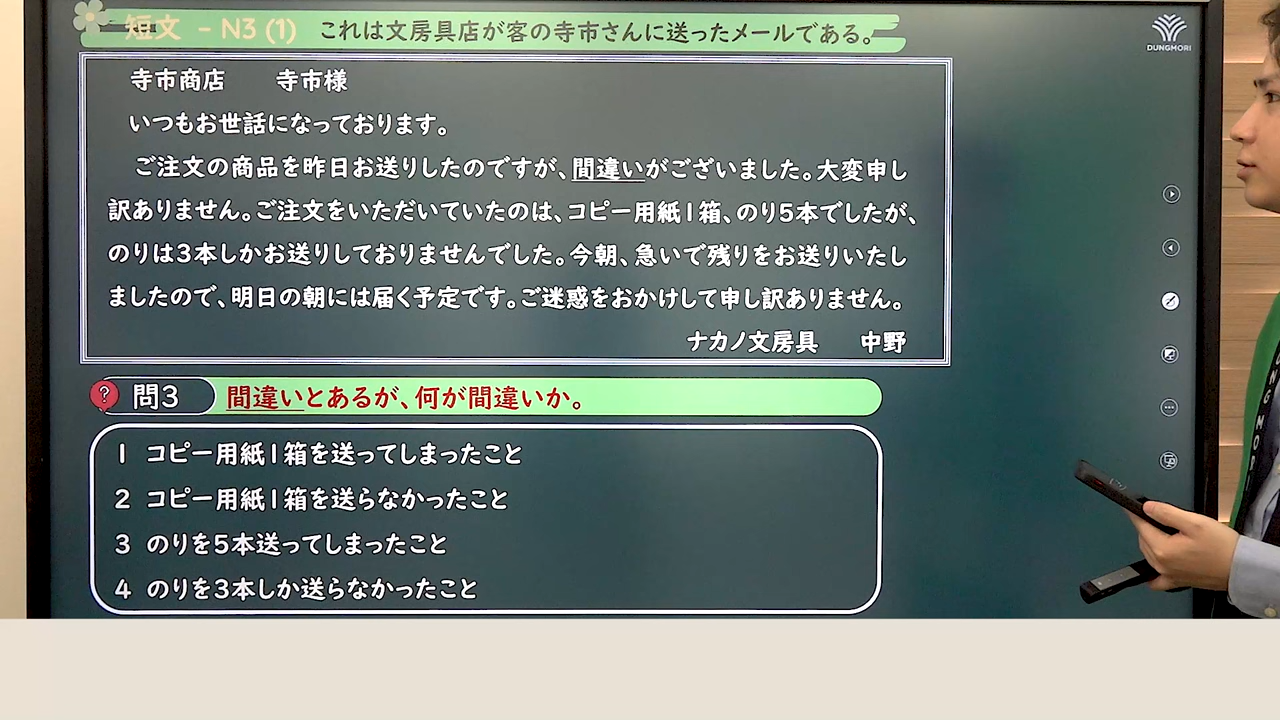 短文 - N3 (1) これは文房具店が客の寺市さんに送ったメールである。
DUNGMORI
寺市商店 寺市様
いつもお世話になっております。
ご注文の商品を昨日お送りしたのですが、間違いがございました。大変申し
訳ありません。ご注文をいただいていたのは、コピー用紙1箱、のり5本でしたが、
のりは3本しかお送りしておりませんでした。今朝、急いで残りをお送りいたし
ましたので、明日の朝には届く予定です。ご迷惑をおかけして申し訳ありません。
ナカノ文房具 中野
? 問3 間違いとあるが、何が間違いか。
1 コピー用紙1箱を送ってしまったこと
2 コピー用紙1箱を送らなかったこと
3 のりを5本送ってしまったこと
4 のりを3本しか送らなかったこと